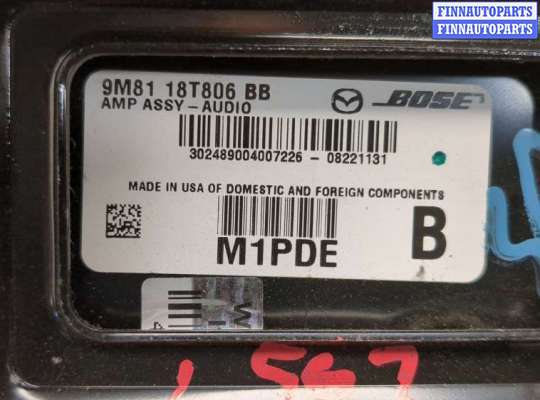 FINNAUTOPARTS
FINNAUTOPARTS
9M81 18T806 BB
AMP ASSY - AUDIO
BOSE
302489004007226 - 08221131
MADE IN USA OF DOMESTIC AND FOREIGN COMPONENTS
M1PDE
B
W
567